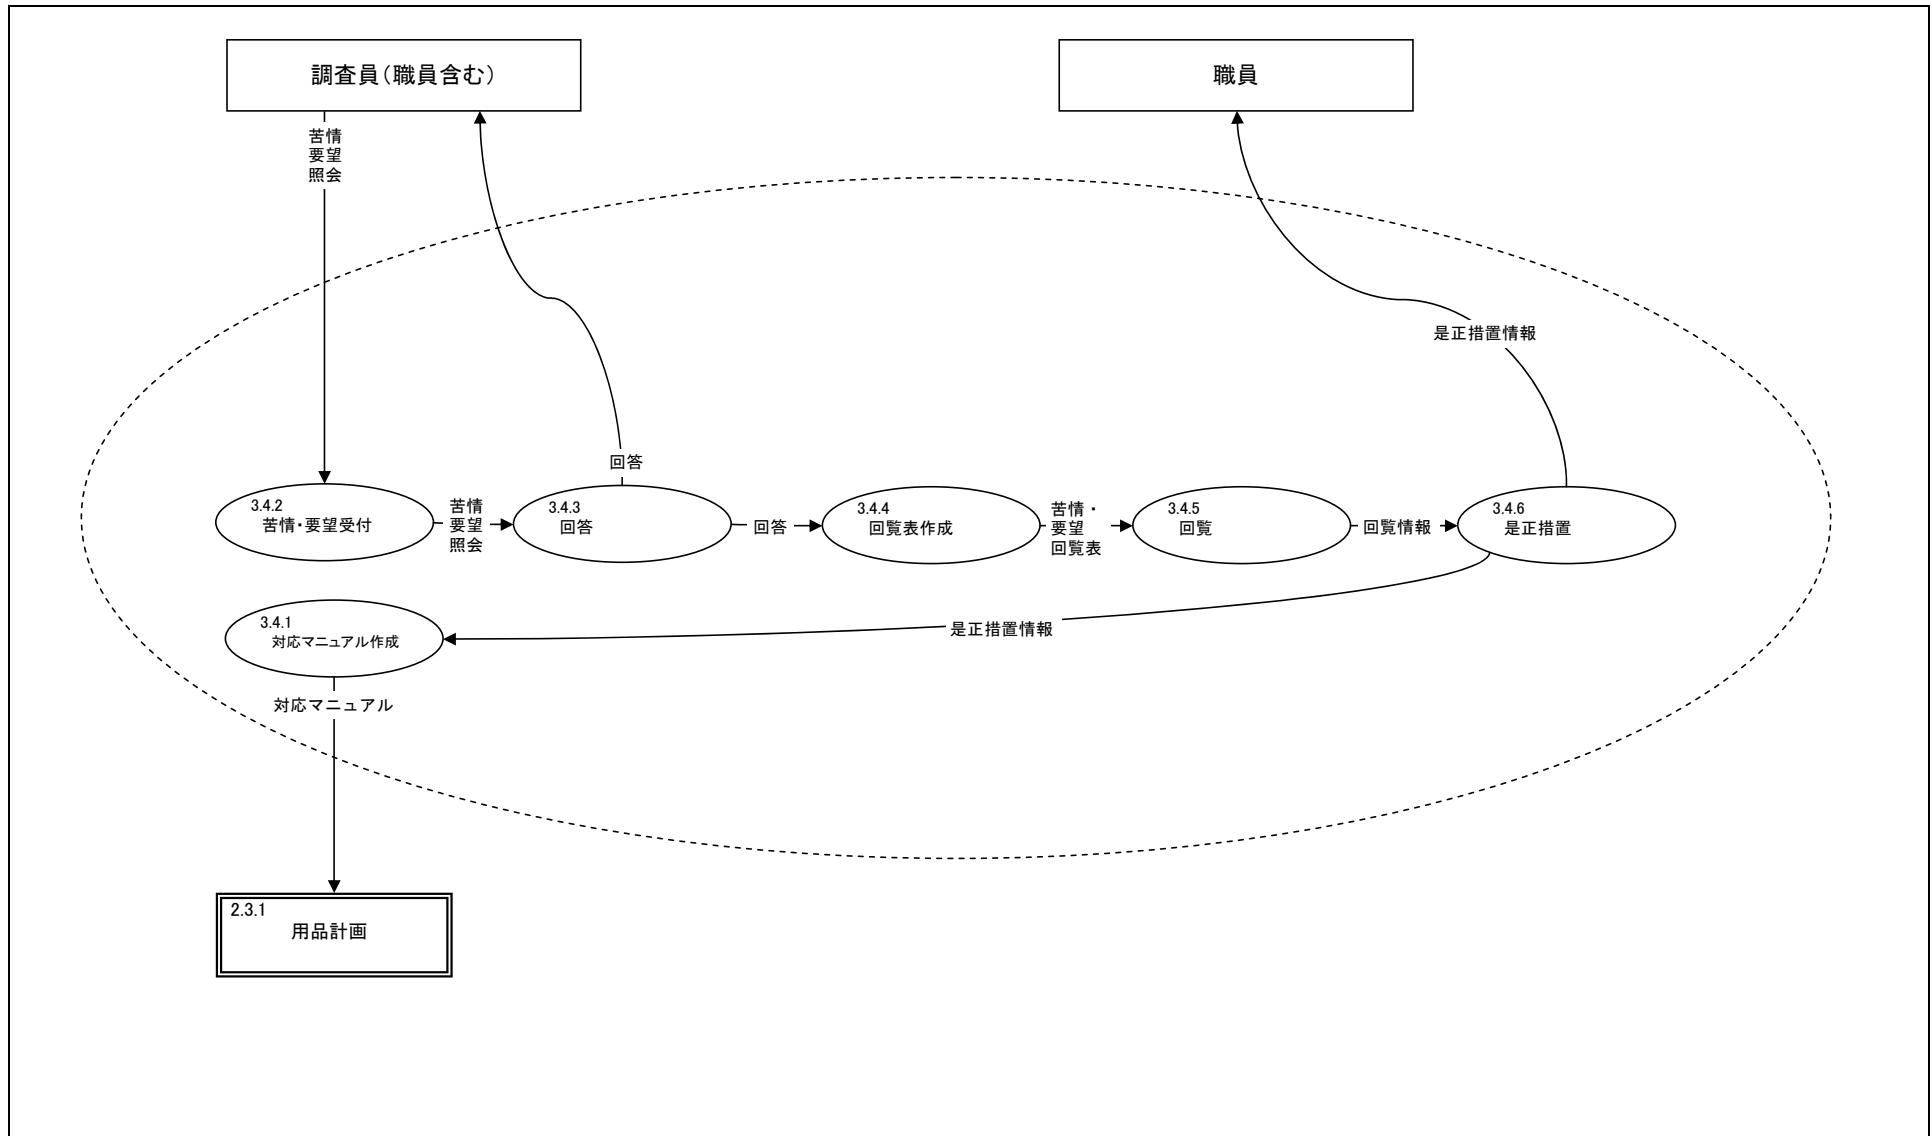 調査員(職員含む)
職員
苦情
要望
照会
是正措置情報
回答
3.4.2
苦情・要望受付
苦情
要望
照会
3.4.3
回答
回答
3.4.4
回覧表作成
苦情・
要望
回覧表
3.4.5
回覧
回覧情報
3.4.6
是正措置
3.4.1
対応マニュアル作成
是正措置情報
対応マニュアル
2.3.1
用品計画